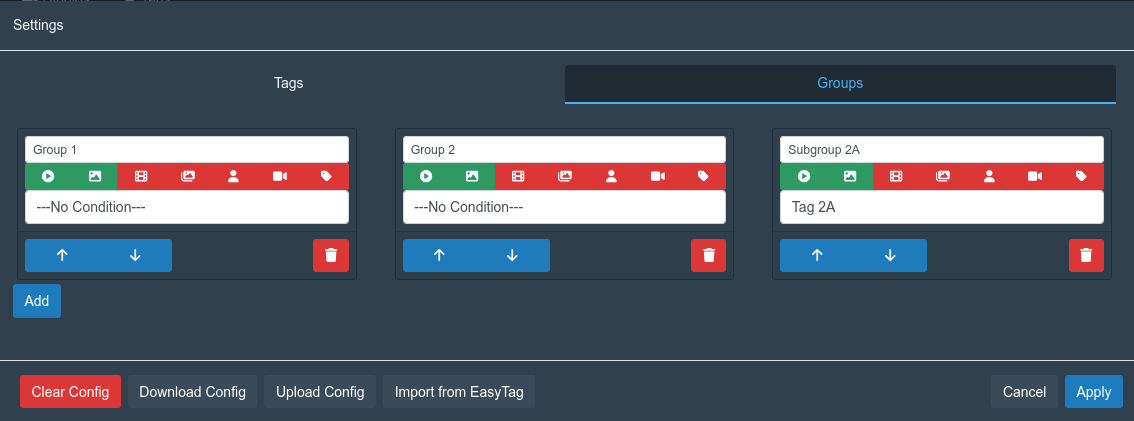 Settings
Tags
Groups
Group 1
Group 2
Subgroup 2A
---No Condition---
---No Condition---
Tag 2A
Add
Clear Config
Download Config
Upload Config
Import from EasyTag
Cancel
Apply